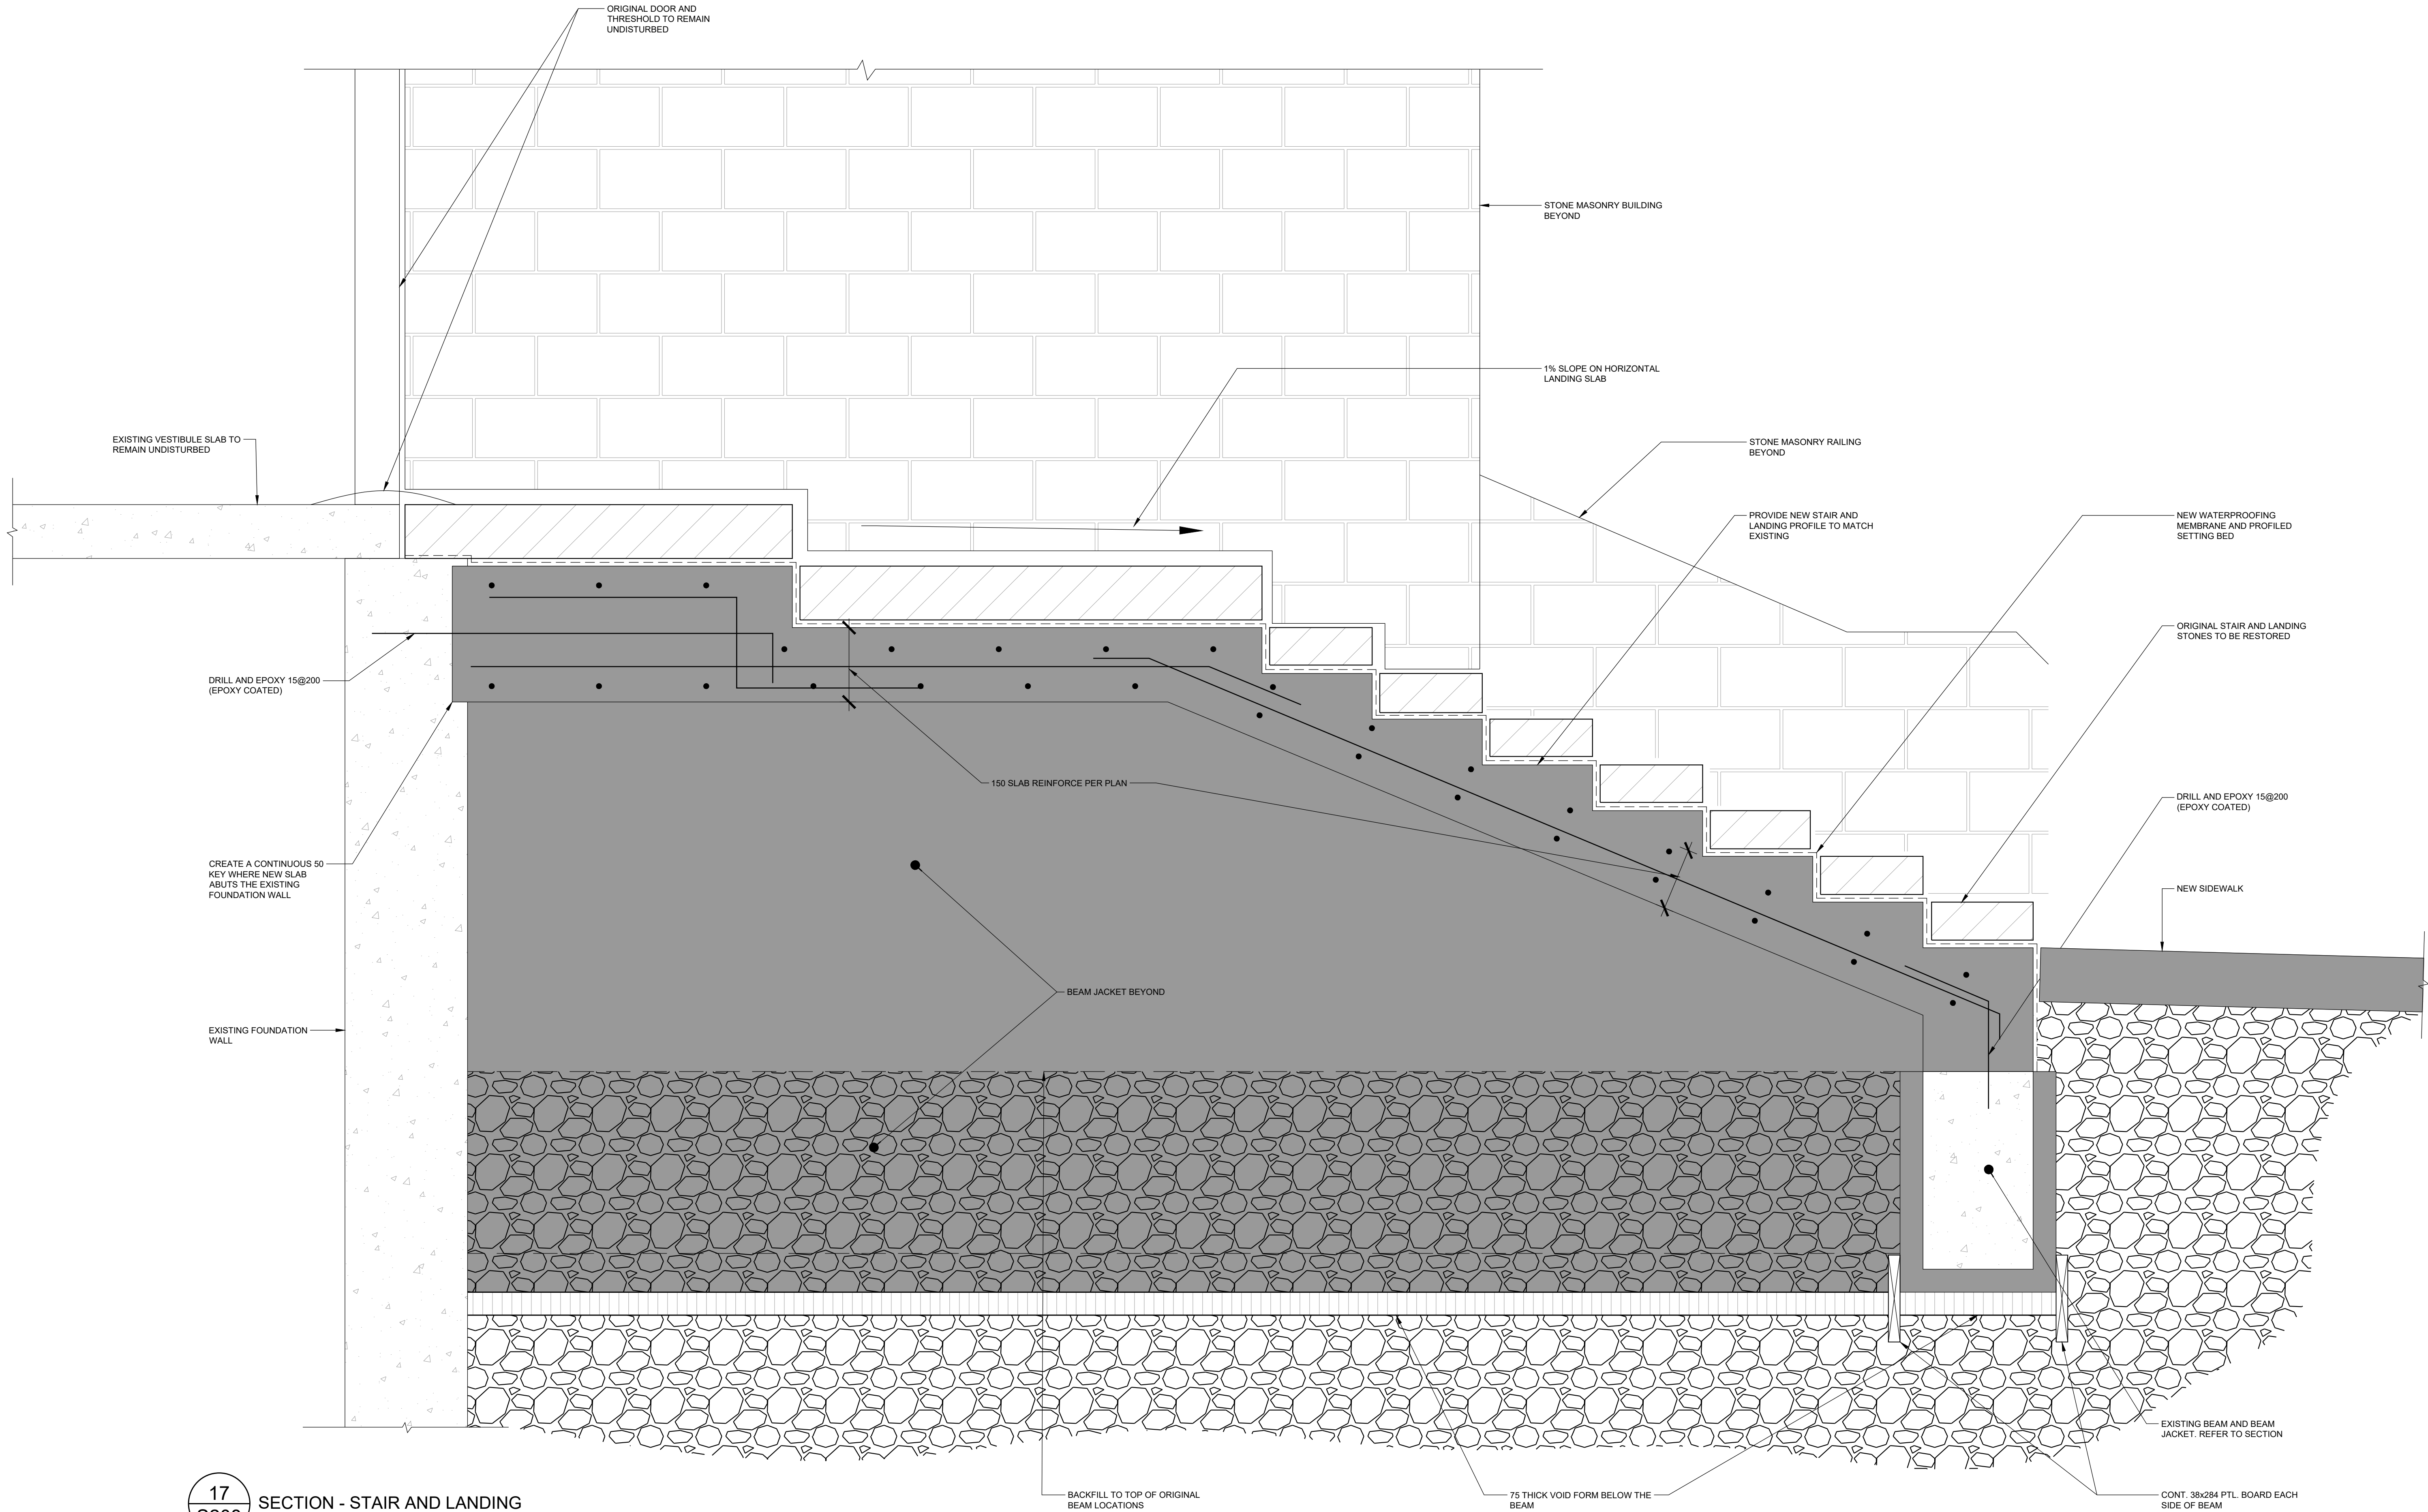 ORIGINAL DOOR AND
THRESHOLD TO REMAIN
UNDISTURBED
STONE MASONRY BUILDING
BEYOND
1% SLOPE ON HORIZONTAL
LANDING SLAB
EXISTING VESTIBULE SLAB TO
REMAIN UNDISTURBED
STONE MASONRY RAILING
BEYOND
PROVIDE NEW STAIR AND
LANDING PROFILE TO MATCH
EXISTING
NEW WATERPROOFING
MEMBRANE AND PROFILED
SETTING BED
ORIGINAL STAIR AND LANDING
STONES TO BE RESTORED
DRILL AND EPOXY 15@200
(EPOXY COATED)
150 SLAB REINFORCE PER PLAN
DRILL AND EPOXY 15@200
(EPOXY COATED)
CREATE A CONTINUOUS 50
KEY WHERE NEW SLAB
ABUTS THE EXISTING
FOUNDATION WALL
NEW SIDEWALK
BEAM JACKET BEYOND
EXISTING FOUNDATION
WALL
EXISTING BEAM AND BEAM
JACKET. REFER TO SECTION
BACKFILL TO TOP OF ORIGINAL
BEAM LOCATIONS
75 THICK VOID FORM BELOW THE
BEAM
CONT. 38x284 PTL. BOARD EACH
SIDE OF BEAM
17
SECTION - STAIR AND LANDING